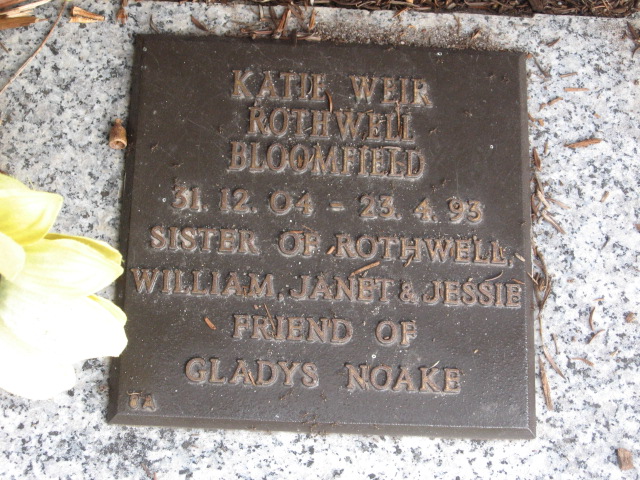 KATIE WEIR
ROTHWELL
BLOOMFIELD
31. 12. 04 - 23. 4. 93
SISTER OF ROTHWELL,
WILLIAM, JANET & JESSIE
FRIEND OF
GLADYS NOAKE